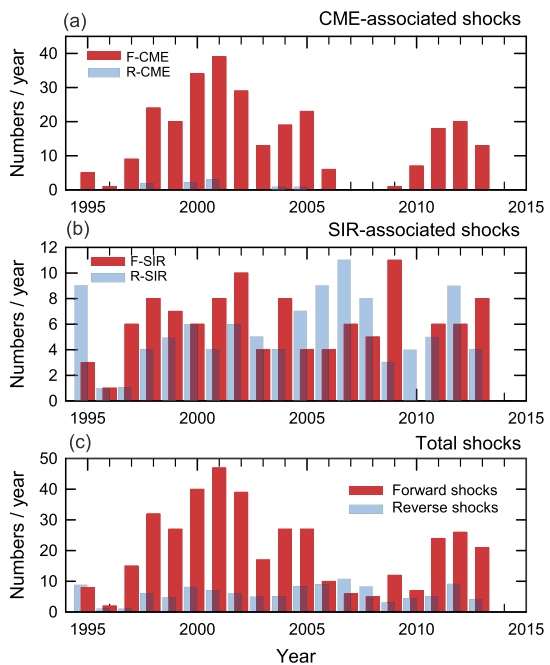 (a)
CME-associated shocks
Numbers / year
40
30
20
10
0
F-CME
R-CME
1995 2000 2005 2010 2015
(b)
SIR-associated shocks
Numbers / year
12
10
8
6
4
2
0
F-SIR
R-SIR
1995 2000 2005 2010 2015
(c)
Total shocks
Numbers / year
50
40
30
20
10
0
Forward shocks
Reverse shocks
1995 2000 2005 2010 2015
Year